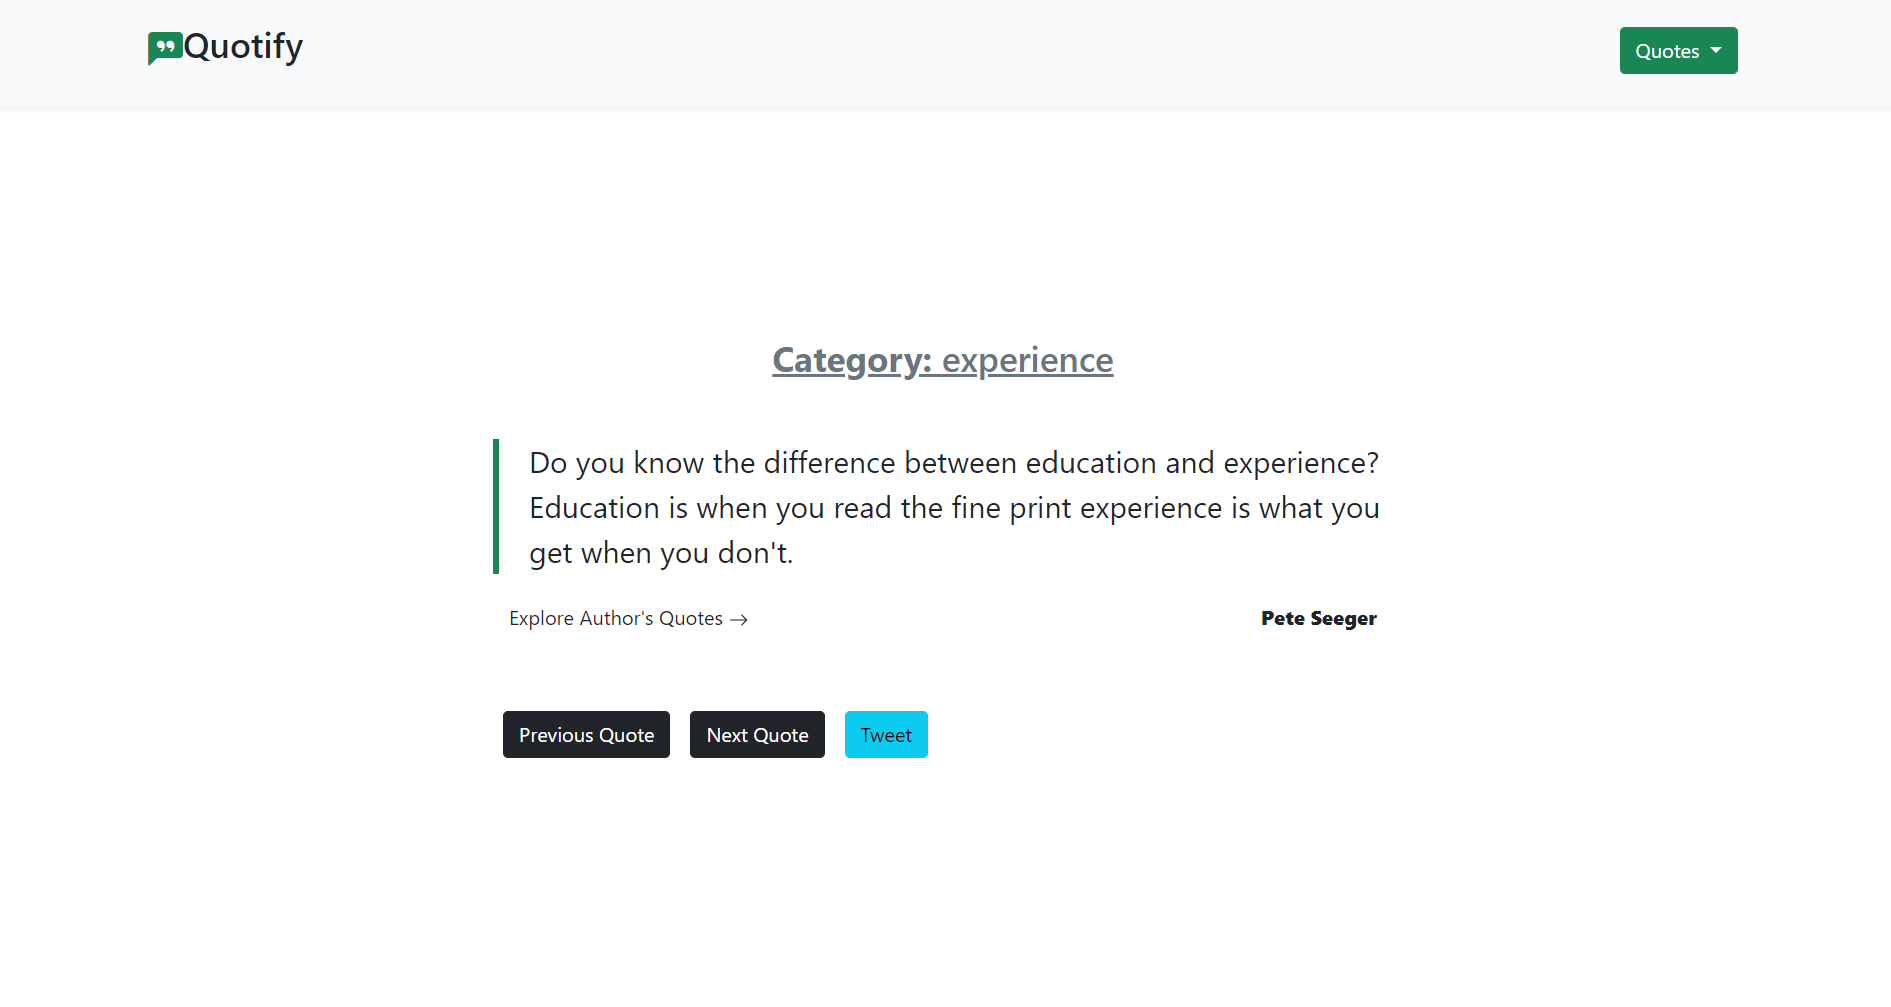 Quotify
Quotes
Category: experience
Do you know the difference between education and experience?
Education is when you read the fine print experience is what you
get when you don't.
Explore Author's Quotes →
Pete Seeger
Previous Quote
Next Quote
Tweet